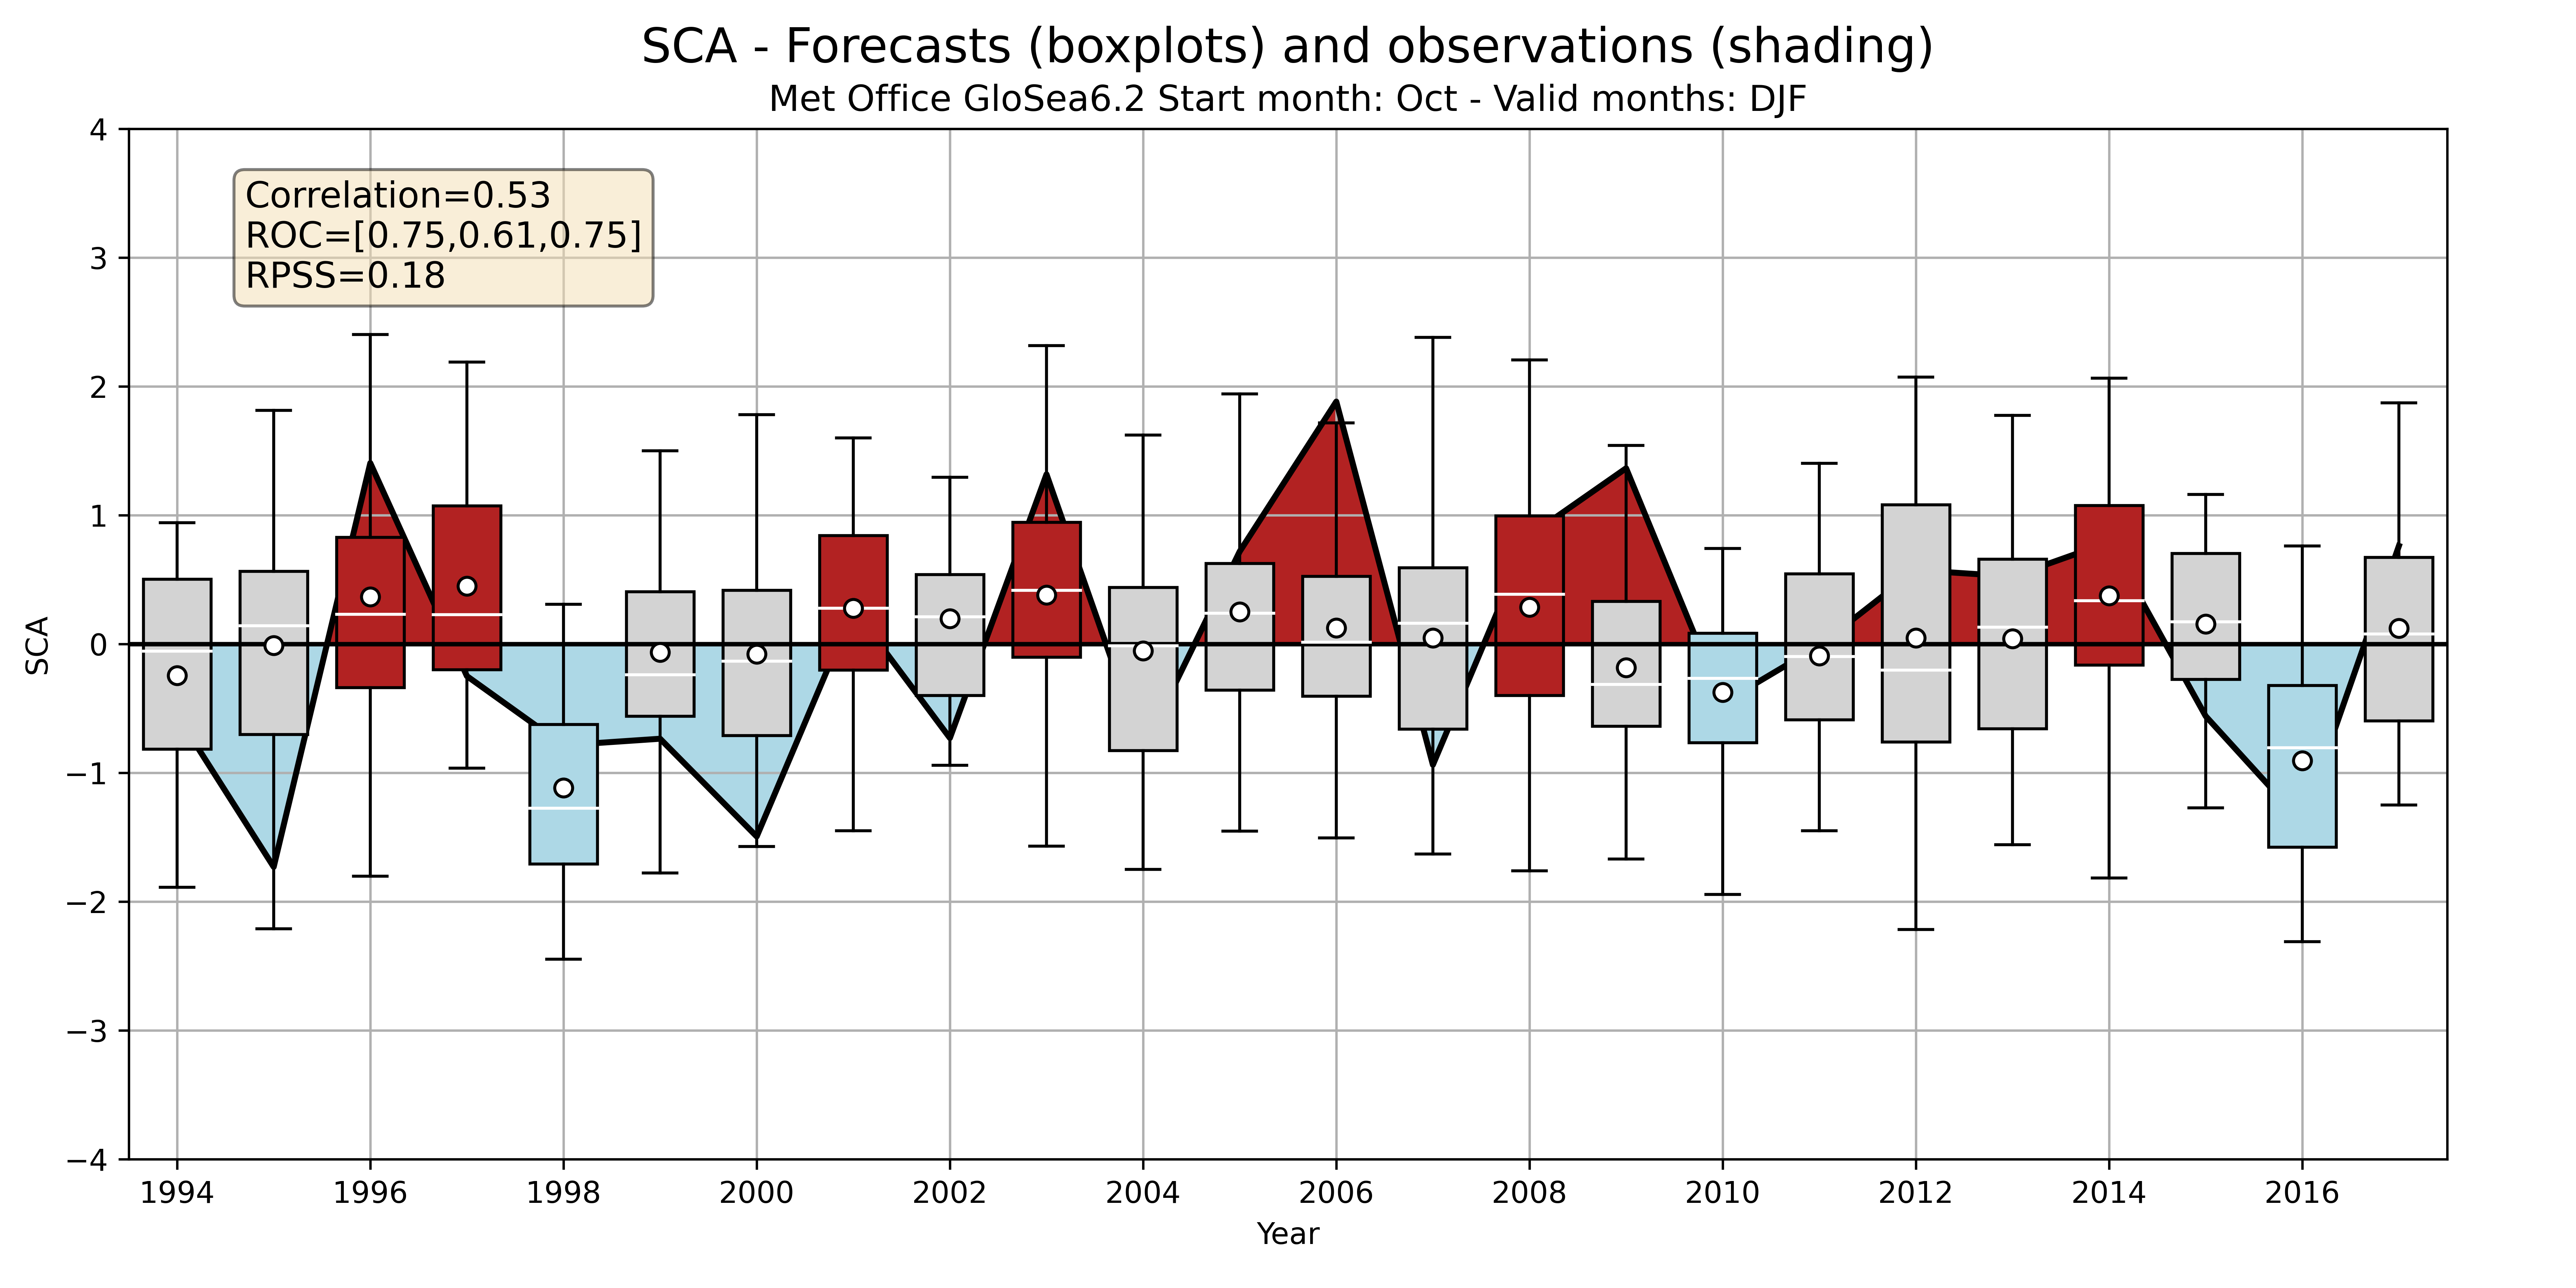 SCA - Forecasts (boxplots) and observations (shading)
Met Office GloSea6.2 Start month: Oct - Valid months: DJF
Correlation=0.53
ROC=[0.75,0.61,0.75]
RPSS=0.18
4
3
2
1
0
−1
−2
−3
−4
SCA
1994 1996 1998 2000 2002 2004 2006 2008 2010 2012 2014 2016
Year